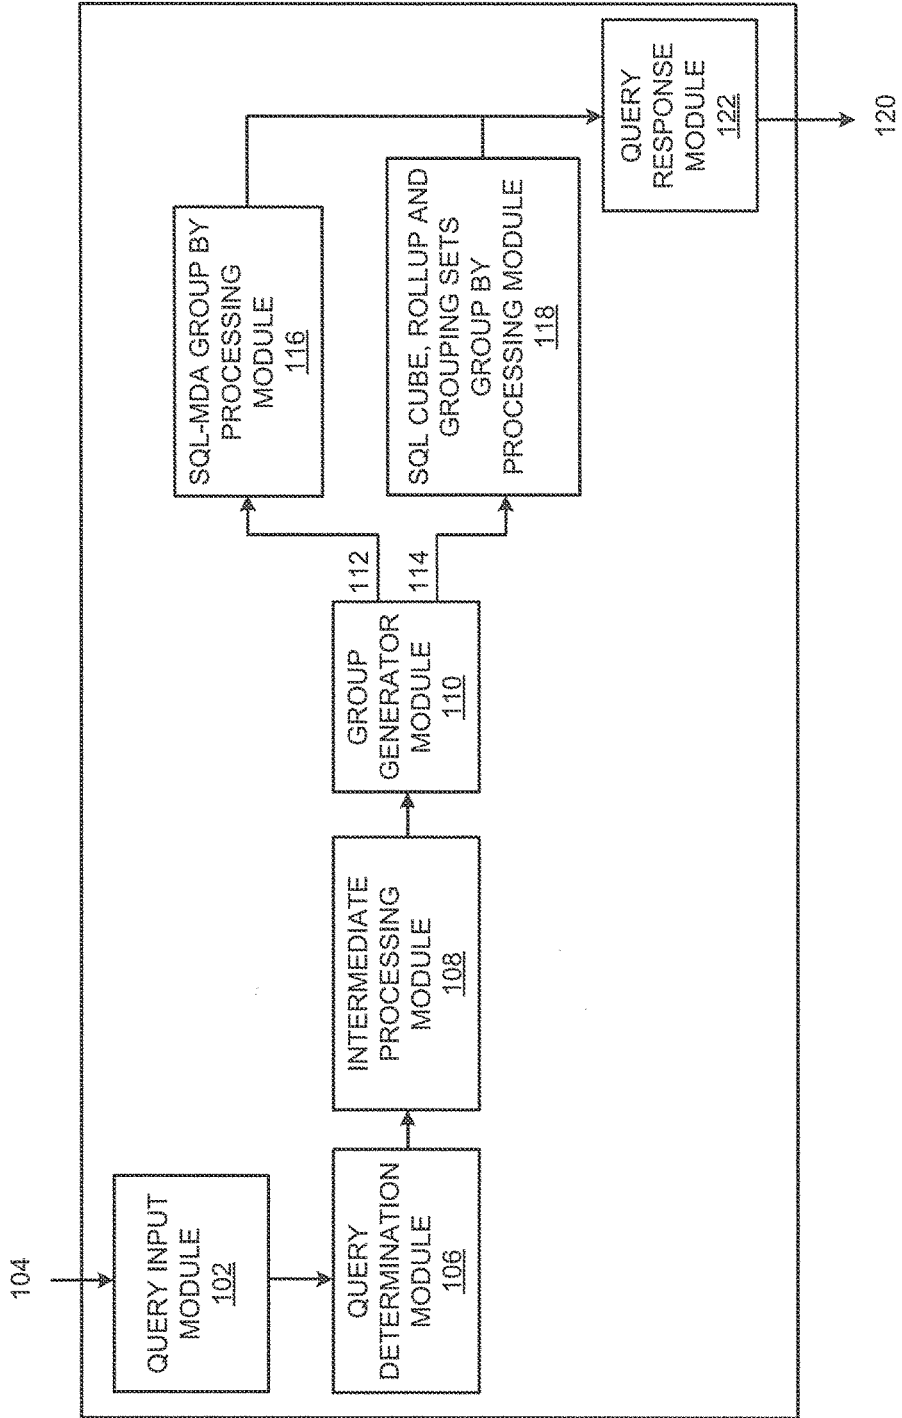 104
QUERY INPUT
MODULE
102
QUERY
DETERMINATION
MODULE
106
INTERMEDIATE
PROCESSING
MODULE
108
GROUP
GENERATOR
MODULE
110
112
114
SQL-MDA GROUP BY
PROCESSING
MODULE
116
SQL CUBE, ROLLUP AND
GROUPING SETS
GROUP BY
PROCESSING MODULE
118
QUERY
RESPONSE
MODULE
122
120